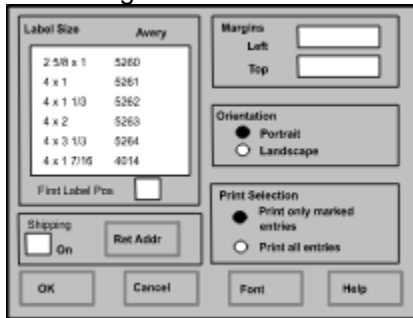 Label Size Avery
2 5/8 x 1 5260
4 x 1 5261
4 x 1 1/3 5262
4 x 2 5263
4 x 3 1/3 5264
4 x 1 7/16 4014
First Label Pos
Shipping
On
Ret Addr
Margins
Left
Top
Orientation
Portrait
Landscape
Print Selection
Print only marked
entries
Print all entries
OK Cancel Font Help